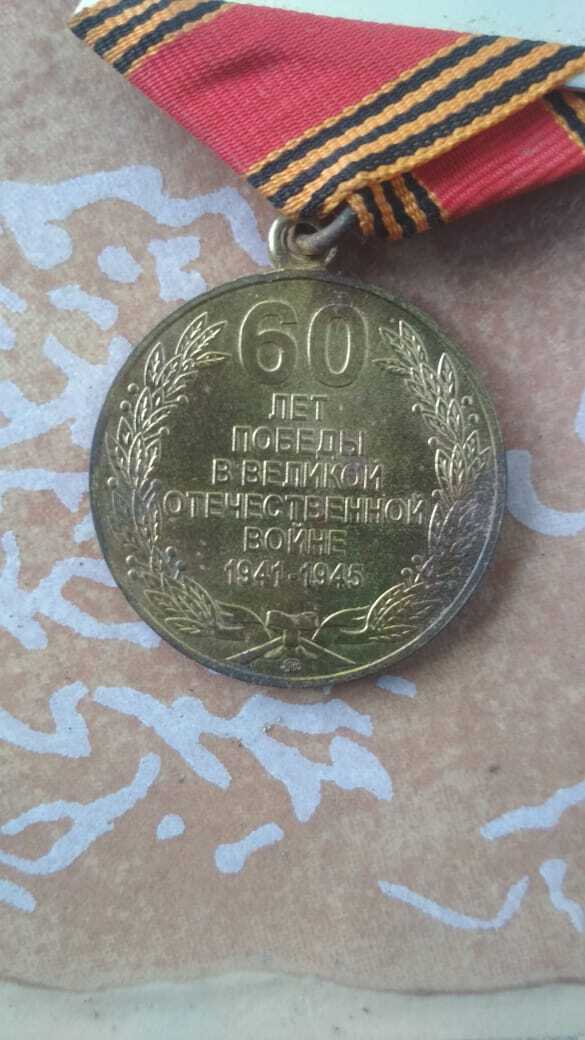 60
ЛЕТ
ПОБЕДЫ
В ВЕЛИКОЙ
ОТЕЧЕСТВЕННОЙ
ВОЙНЕ
1941-1945